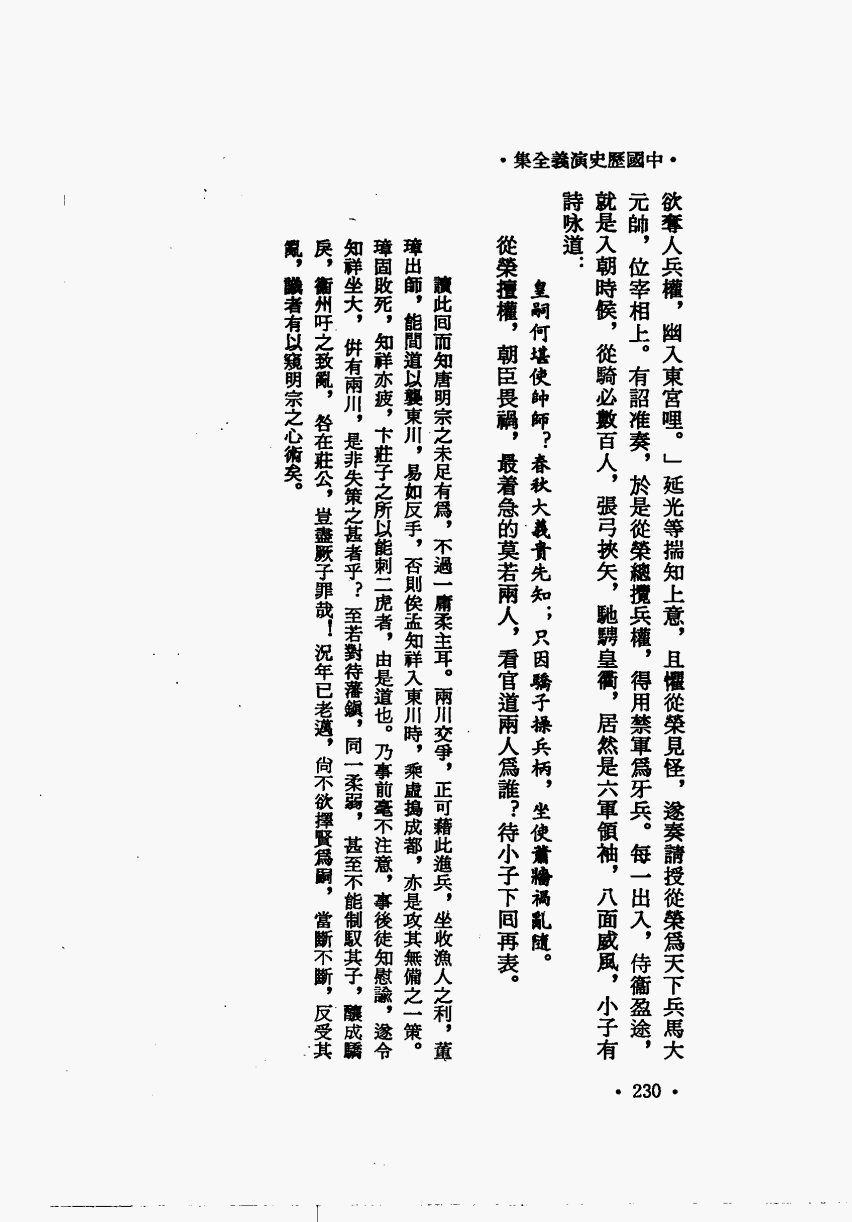 ・中國歷史演義全集・
欲奪人兵權，幽入東宮哩。」延光等揣知上意，且懼從榮見怪，遂奏請授從榮爲天下兵馬大
元帥，位宰相上。有詔准奏，於是從榮總攬兵權，得用禁軍爲牙兵。每一出入，侍衞盈途，
就是入朝時候，從騎必數百人，張弓挾矢，馳騁皇衢，居然是六軍領袖，八面威風，小子有
詩咏道：
皇嗣何堪使帥師？春秋大義貴先知；只因驕子操兵柄，坐使蕭牆禍亂隨。
從榮擅權，朝臣畏禍，最着急的莫若兩人，看官道兩人爲誰？待小子下回再表。
讀此回而知唐明宗之未足有爲，不過一庸柔主耳。兩川交爭，正可藉此進兵，坐收漁人之利，董
璋出師，能間道以襲東川，易如反手，否則俟孟知祥入東川時，乘虛搗成都，亦是攻其無備之一策。
璋固敗死，知祥亦疲，卞莊子之所以能刺二虎者，由是道也。乃事前毫不注意，事後徒知慰諭，遂令
知祥坐大，併有兩川，是非失策之甚者乎？至若對待藩鎭，同一柔弱，甚至不能制馭其子，釀成驕
戾，衞州吁之致亂，咎在莊公，豈盡厥子罪哉！況年已老邁，尙不欲擇賢爲嗣，當斷不斷，反受其
亂，議者有以窺明宗之心術矣。
・230・